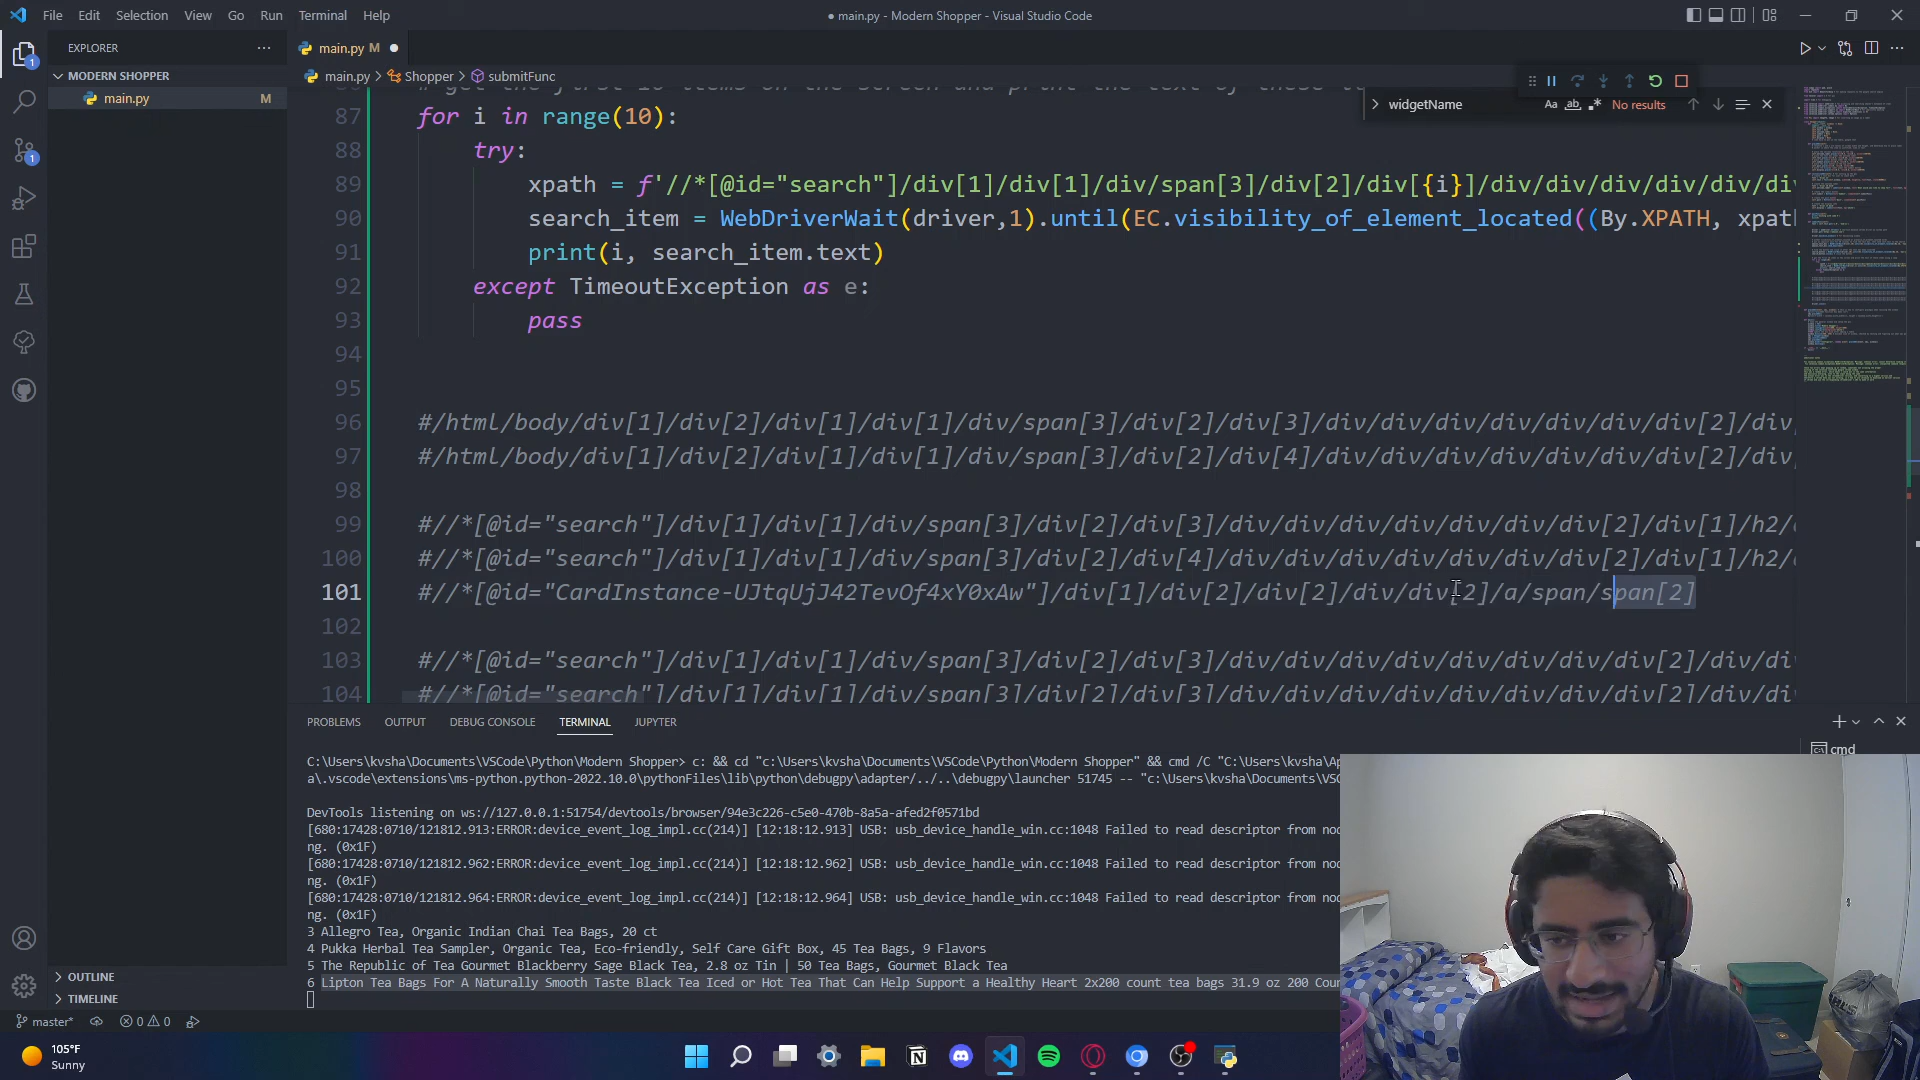 File Edit Selection View Go Run Terminal Help
● main.py - Modern Shopper - Visual Studio Code
EXPLORER
main.py M
MODERN SHOPPER
main.py M
main.py > Shopper > submitFunc
widgetName
Aa ab No results
87 for i in range(10):
88 try:
89 xpath = f'//*[@id="search"]/div[1]/div[1]/div/span[3]/div[2]/div[{i}]/div/div/div/div/di
90 search_item = WebDriverWait(driver,1).until(EC.visibility_of_element_located((By.XPATH, xpat
91 print(i, search_item.text)
92 except TimeoutException as e:
93 pass
94
95
96 #/html/body/div[1]/div[2]/div[1]/div[1]/div/span[3]/div[2]/div[3]/div/div/div/div/div/div[2]/div
97 #/html/body/div[1]/div[2]/div[1]/div[1]/div/span[3]/div[2]/div[4]/div/div/div/div/div/div[2]/div
98
99 #//*[@id="search"]/div[1]/div[1]/div/span[3]/div[2]/div[3]/div/div/div/div/div/div[2]/div[1]/h2/
100 #//*[@id="search"]/div[1]/div[1]/div/span[3]/div[2]/div[4]/div/div/div/div/div/div[2]/div[1]/h2/
101 #//*[@id="CardInstance-UJtqUjJ42TevOf4xY0xAw"]/div[1]/div[2]/div[2]/div/div[2]/a/span/span[2]
102
103 #//*[@id="search"]/div[1]/div[1]/div/span[3]/div[2]/div[3]/div/div/div/div/div/div[2]/div/di
104 #//*[@id="search"]/div[1]/div[1]/div/span[3]/div[2]/div[3]/div/div/div/div/div/div[2]/div/di
PROBLEMS OUTPUT DEBUG CONSOLE TERMINAL JUPYTER
cmd
C:\Users\kvsha\Documents\VSCode\Python\Modern Shopper> c: && cd "c:\Users\kvsha\Documents\VSCode\Python\Modern Shopper" && cmd /C "C:\Users\kvsha\Ap
a\.vscode\extensions\ms-python.python-2022.10.0\pythonFiles\lib\python\debugpy\adapter/../..\debugpy\launcher 51745 -- "c:\Users\kvsha\Documents\VSC
DevTools listening on ws://127.0.0.1:51754/devtools/browser/94e3c226-c5e0-470b-8a5a-afed2f0571bd
[680:17428:0710/121812.913:ERROR:device_event_log_impl.cc(214)] [12:18:12.913] USB: usb_device_handle_win.cc:1048 Failed to read descriptor from nod
ng. (0x1F)
[680:17428:0710/121812.962:ERROR:device_event_log_impl.cc(214)] [12:18:12.962] USB: usb_device_handle_win.cc:1048 Failed to read descriptor from nod
ng. (0x1F)
[680:17428:0710/121812.964:ERROR:device_event_log_impl.cc(214)] [12:18:12.964] USB: usb_device_handle_win.cc:1048 Failed to read descriptor from nod
ng. (0x1F)
3 Allegro Tea, Organic Indian Chai Tea Bags, 20 ct
4 Pukka Herbal Tea Sampler, Organic Tea, Eco-friendly, Self Care Gift Box, 45 Tea Bags, 9 Flavors
5 The Republic of Tea Gourmet Blackberry Sage Black Tea, 2.8 oz Tin | 50 Tea Bags, Gourmet Black Tea
6 Lipton Tea Bags For A Naturally Smooth Taste Black Tea Iced or Hot Tea That Can Help Support a Healthy Heart 2x200 count tea bags 31.9 oz 200 Coun
OUTLINE
TIMELINE
master* 0 0
105°F
Sunny